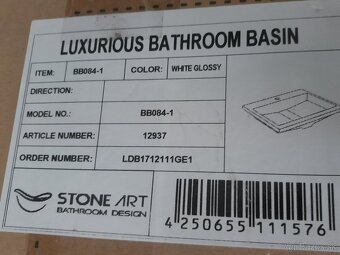 LUXURIOUS BATHROOM BASIN
ITEM: BB084-1 COLOR: WHITE GLOSSY
DIRECTION:
MODEL NO.: BB084-1
ARTICLE NUMBER: 12937
ORDER NUMBER: LDB1712111GE1
STONE ART
BATHROOM DESIGN
4 250655 111576